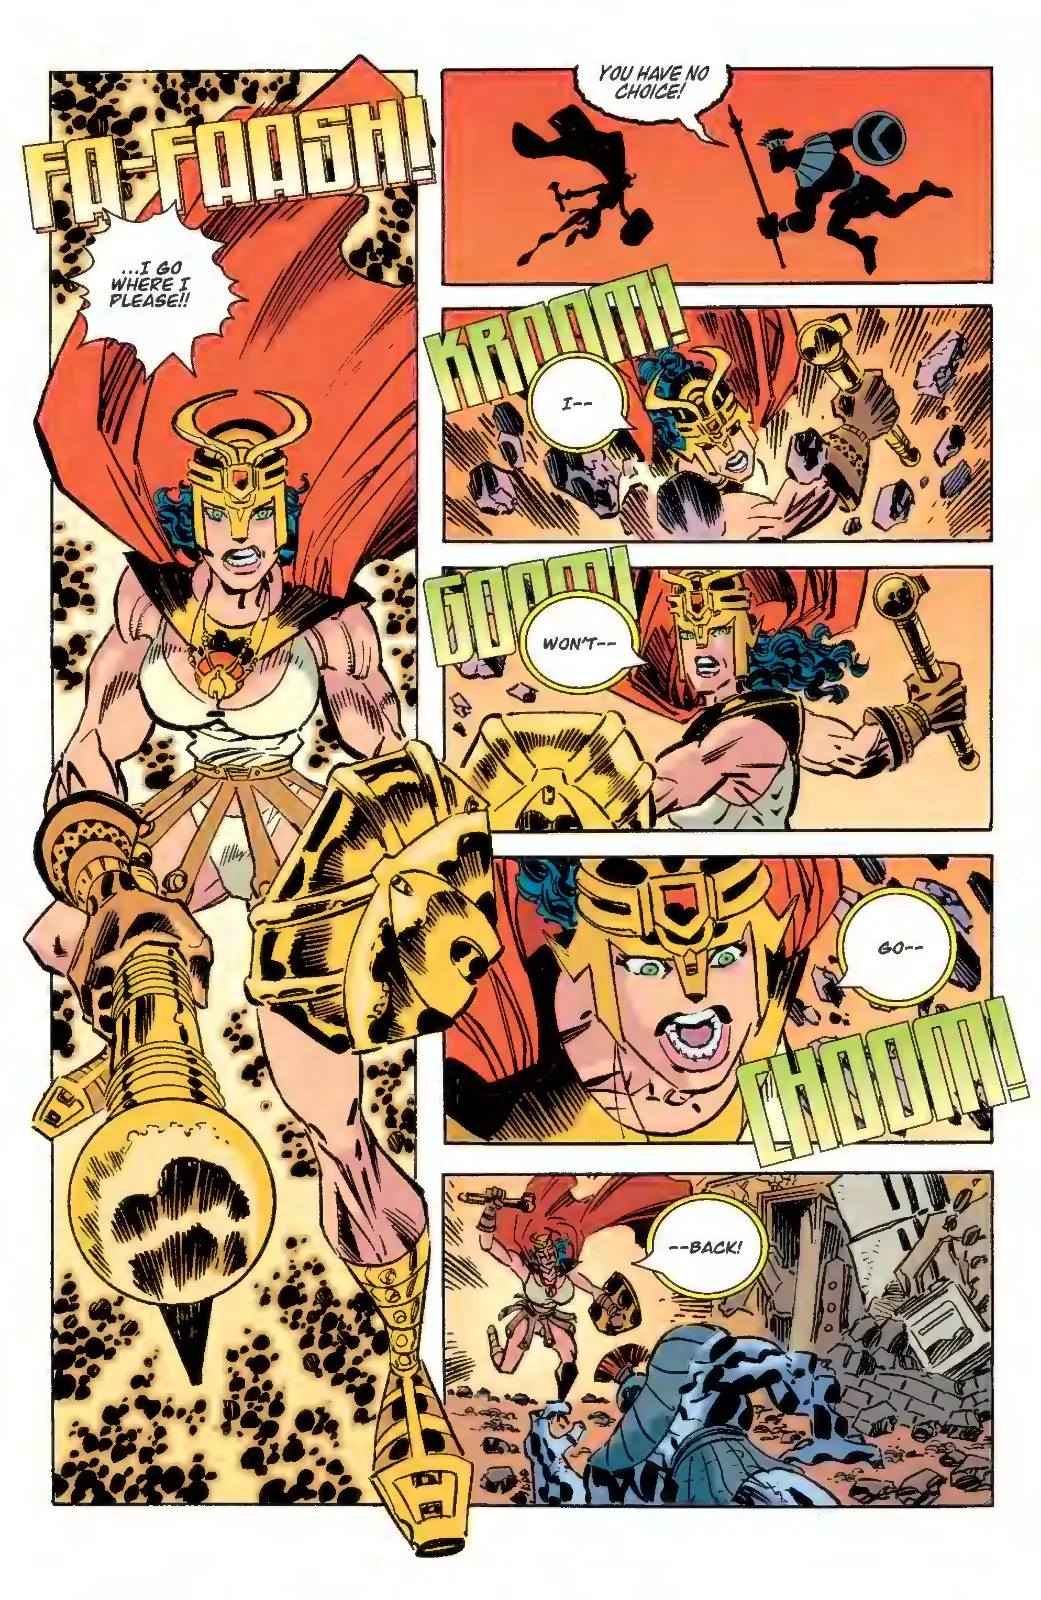 FA-FAASH!
...I GO
WHERE I
PLEASE!!
YOU HAVE NO
CHOICE!
KROOM!
I--
GOOM!
WON'T--
GO--
CHOOM!
--BACK!